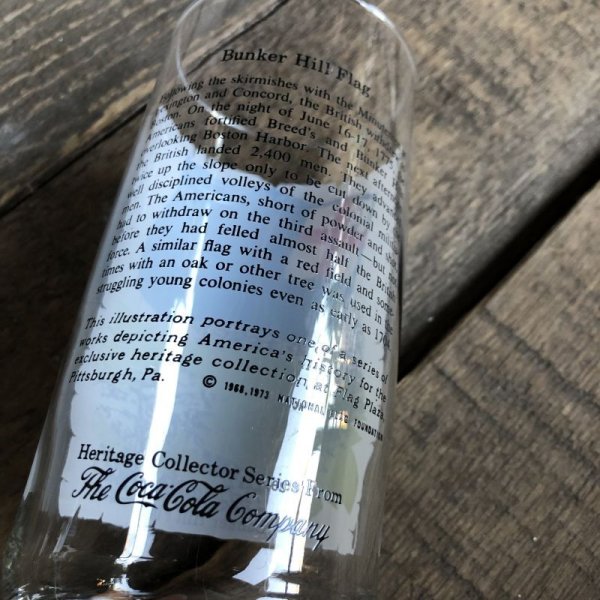 Bunker Hill Flag
Following the skirmishes with the
Lexington and Concord, the British
Boston. On the night of June 16-17,
Americans fortified Breed's and Bunker
overlooking Boston Harbor. The next
the British landed 2,400 men. They
twice up the slope only to be cut down by
well disciplined volleys of the colonial
men. The Americans, short of powder and
had to withdraw on the third assault—but not
before they had felled almost half the British
force. A similar flag with a red field and some-
times with an oak or other tree was used in the
struggling young colonies even as early as
This illustration portrays one of a series of
works depicting America's history for the
exclusive heritage collection at Flag Plaza,
Pittsburgh, Pa. © 1968, 1973 NATIONAL FLAG FOUNDATION
Heritage Collector Series From
The Coca-Cola Company